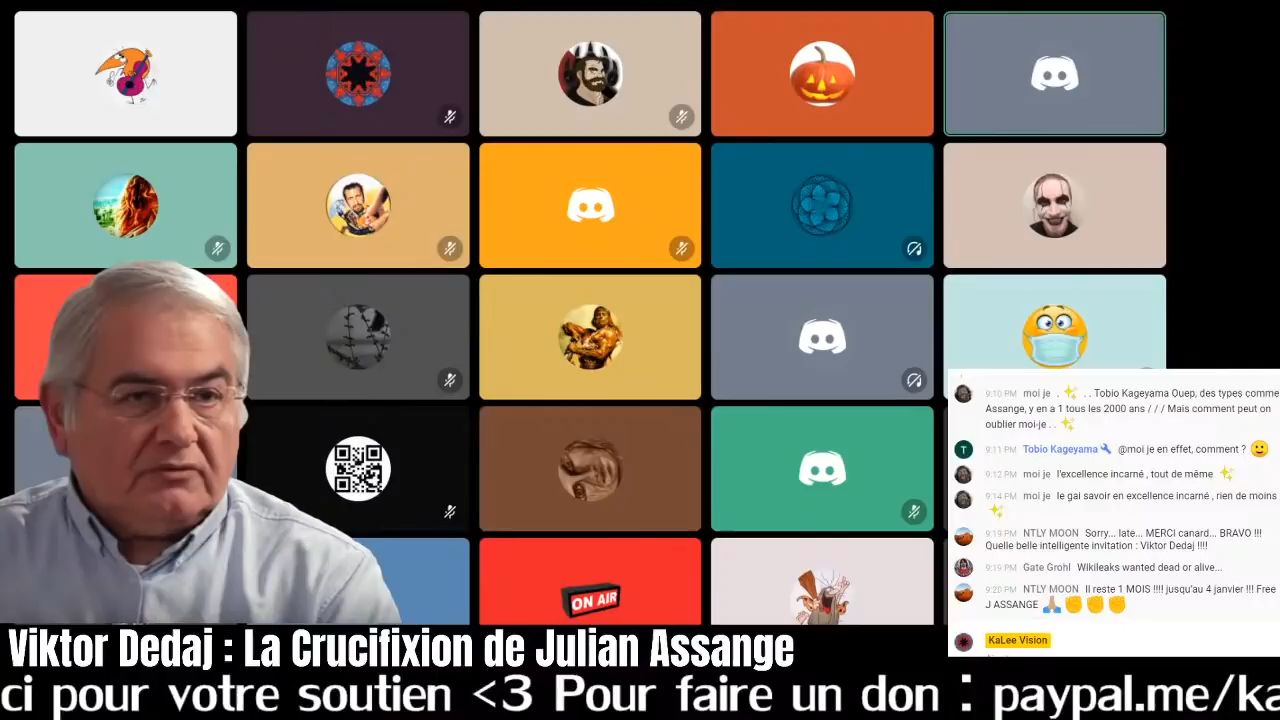 ON AIR
9:10 PM moi je . ✨ . . Tobio Kageyama Ouep, des types comme
Assange, y en a 1 tous les 2000 ans / / / Mais comment peut on
oublier moi-je . . ✨
T 9:11 PM Tobio Kageyama @moi je en effet, comment ? 🙂
9:12 PM moi je l'excellence incarné , tout de même ✨
9:14 PM moi je le gai savoir en excellence incarné , rien de moins
✨
9:19 PM NTLY MOON Sorry... late... MERCI canard... BRAVO !!!
Quelle belle intelligente invitation : Viktor Dedaj !!!!
9:19 PM Gate Grohl Wikileaks wanted dead or alive...
9:20 PM NTLY MOON Il reste 1 MOIS !!!! jusqu'au 4 janvier !!! Free
J ASSANGE 🙏✊✊✊
KaLee Vision
Viktor Dedaj : La Crucifixion de Julian Assange
ci pour votre soutien <3 Pour faire un don : paypal.me/ka